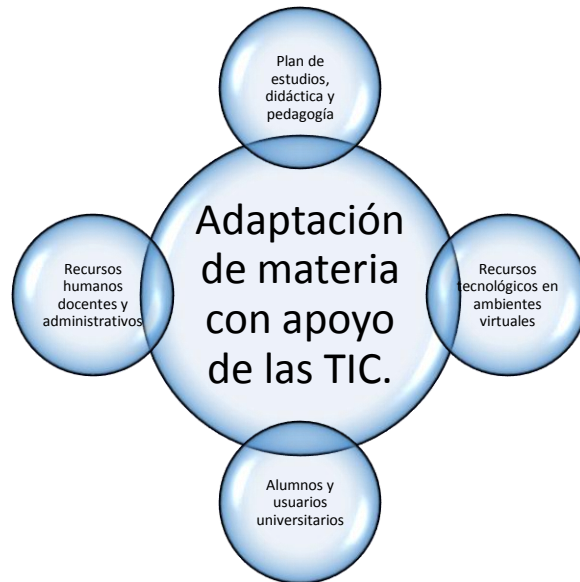 Plan de
estudios,
didáctica y
pedagogía
Adaptación
de materia
con apoyo
de las TIC.
Recursos
humanos
docentes y
administrativos
Recursos
tecnológicos en
ambientes
virtuales
Alumnos y
usuarios
universitarios